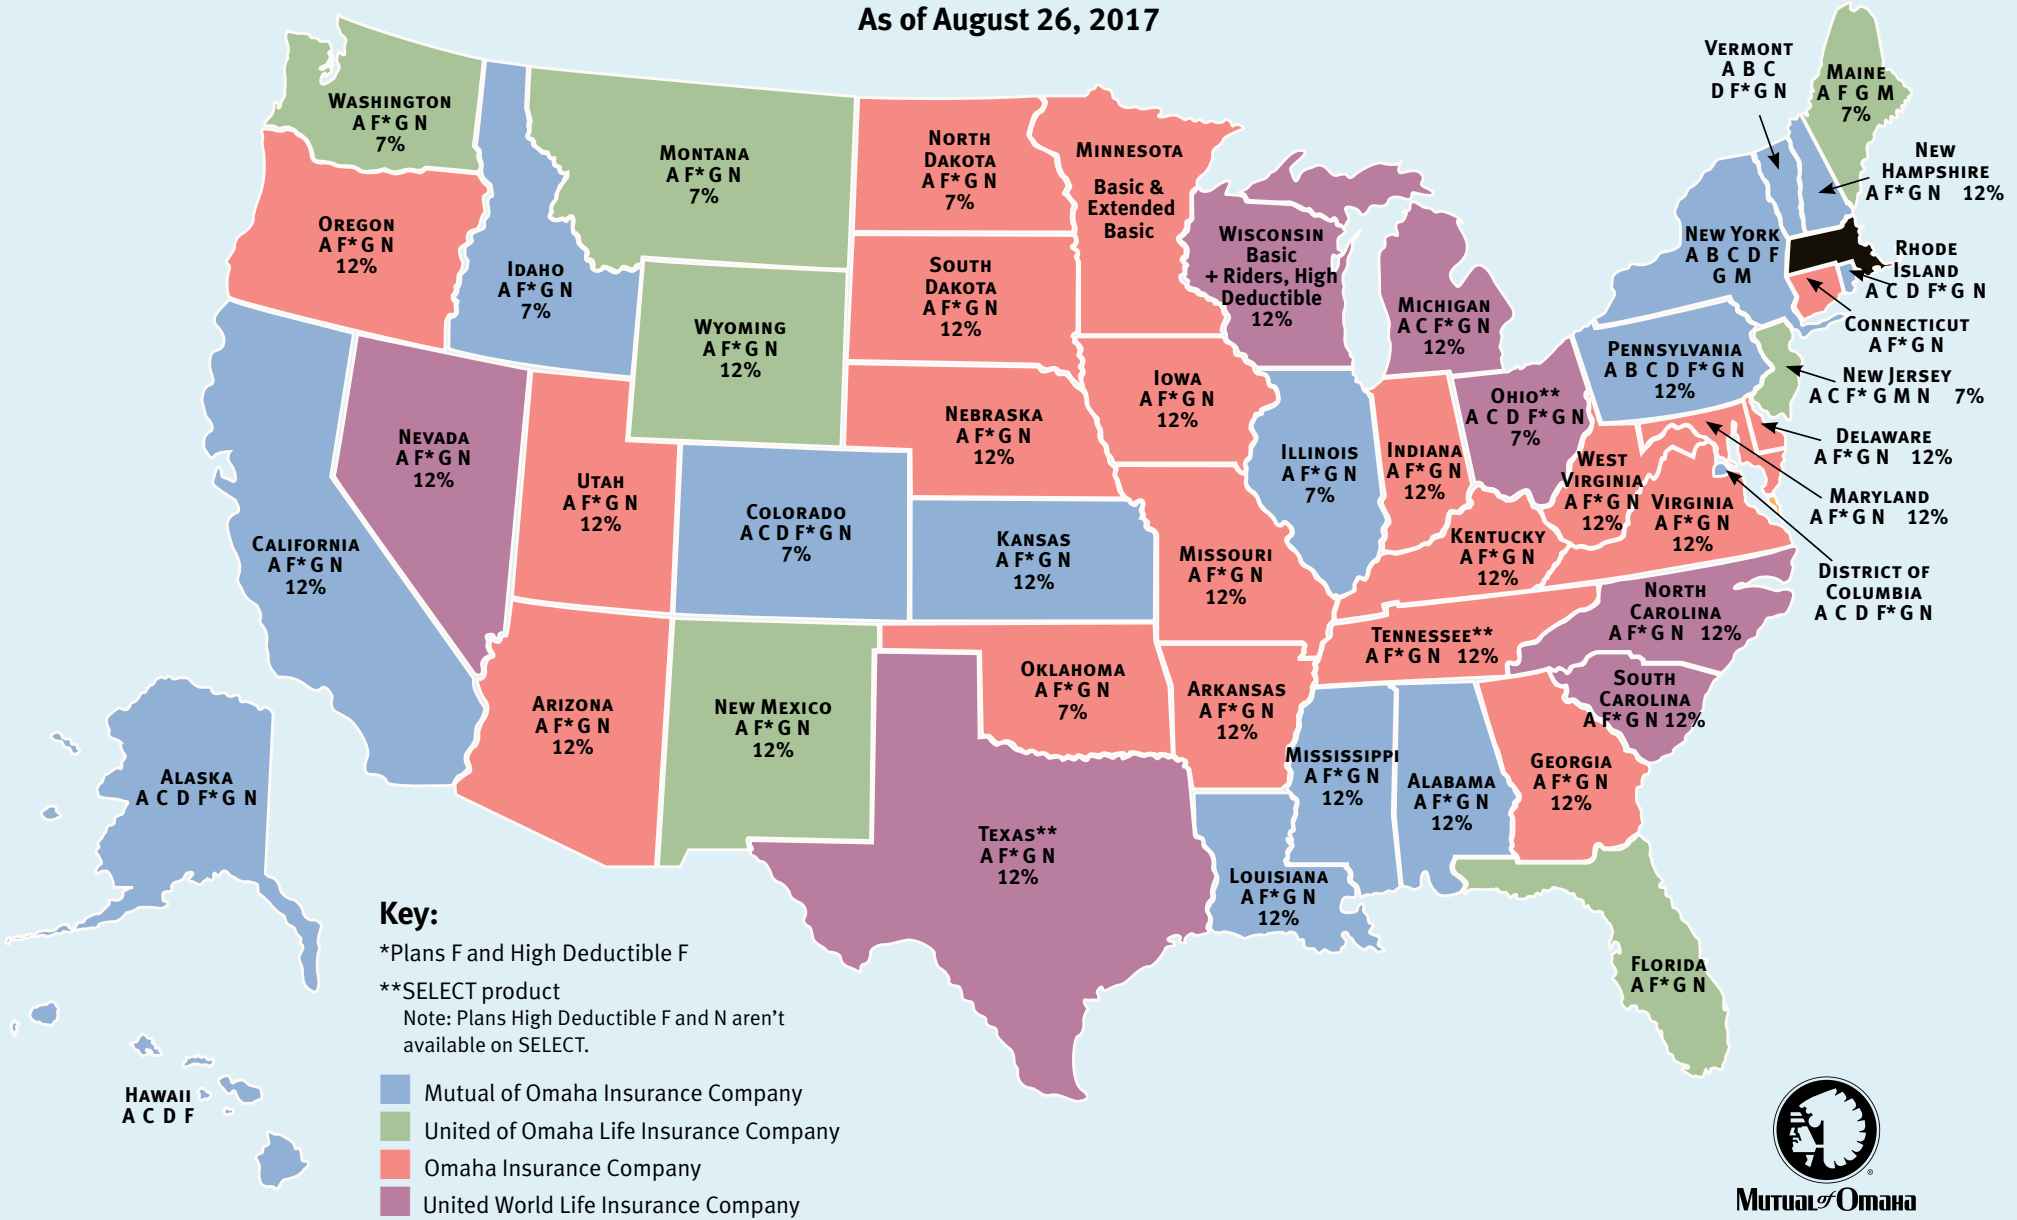 As of August 26, 2017
WASHINGTON
A F* G N
7%
OREGON
A F* G N
12%
IDAHO
A F* G N
7%
MONTANA
A F* G N
7%
WYOMING
A F* G N
12%
NORTH
DAKOTA
A F* G N
7%
SOUTH
DAKOTA
A F* G N
12%
MINNESOTA
Basic &
Extended
Basic
WISCONSIN
Basic
+ Riders, High
Deductible
12%
MICHIGAN
A C F* G N
12%
VERMONT
A B C
D F* G N
MAINE
A F G M
7%
NEW
HAMPSHIRE
A F* G N 12%
NEW YORK
A B C D F
G M
RHODE
ISLAND
A C D F* G N
CONNECTICUT
A F* G N
PENNSYLVANIA
A B C D F* G N
12%
NEW JERSEY
A C F* G M N 7%
DELAWARE
A F* G N 12%
MARYLAND
A F* G N 12%
DISTRICT OF
COLUMBIA
A C D F* G N
CALIFORNIA
A F* G N
12%
NEVADA
A F* G N
12%
UTAH
A F* G N
12%
COLORADO
A C D F* G N
7%
NEBRASKA
A F* G N
12%
KANSAS
A F* G N
12%
IOWA
A F* G N
12%
MISSOURI
A F* G N
12%
ILLINOIS
A F* G N
7%
INDIANA
A F* G N
12%
OHIO**
A C D F* G N
7%
WEST
VIRGINIA
A F* G N
12%
VIRGINIA
A F* G N
12%
KENTUCKY
A F* G N
12%
TENNESSEE**
A F* G N 12%
NORTH
CAROLINA
A F* G N 12%
SOUTH
CAROLINA
A F* G N 12%
ARIZONA
A F* G N
12%
NEW MEXICO
A F* G N
12%
OKLAHOMA
A F* G N
7%
ARKANSAS
A F* G N
12%
TEXAS**
A F* G N
12%
LOUISIANA
A F* G N
12%
MISSISSIPPI
A F* G N
12%
ALABAMA
A F* G N
12%
GEORGIA
A F* G N
12%
FLORIDA
A F* G N
ALASKA
A C D F* G N
HAWAII
A C D F
Key:
*Plans F and High Deductible F
**SELECT product
Note: Plans High Deductible F and N aren't
available on SELECT.
Mutual of Omaha Insurance Company
United of Omaha Life Insurance Company
Omaha Insurance Company
United World Life Insurance Company
®
MUTUAL of OMAHA